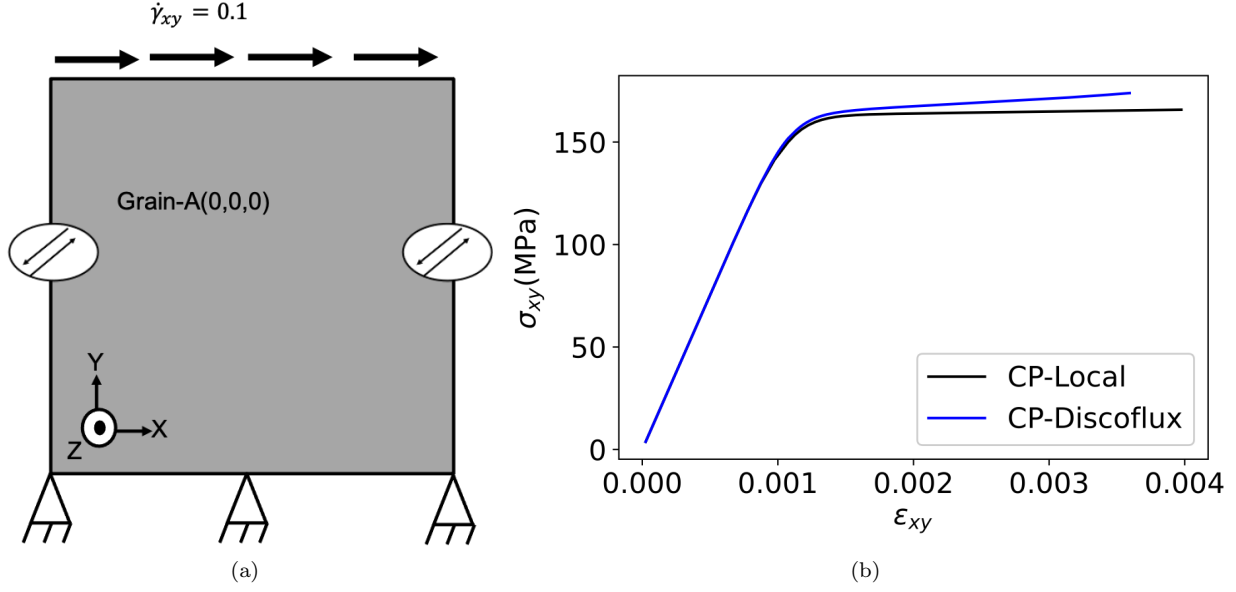 γ̇xy = 0.1
Grain-A(0,0,0)
Y
X
Z
(a)
σxy(MPa)
150
100
50
0
CP-Local
CP-Discoflux
0.000 0.001 0.002 0.003 0.004
εxy
(b)